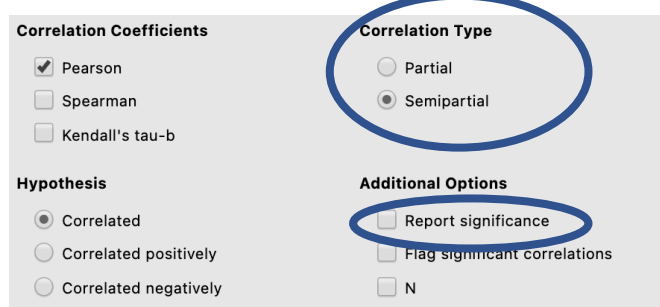 Correlation Coefficients
Pearson
Spearman
Kendall's tau-b
Correlation Type
Partial
Semipartial
Hypothesis
Correlated
Correlated positively
Correlated negatively
Additional Options
Report significance
Flag significant correlations
N